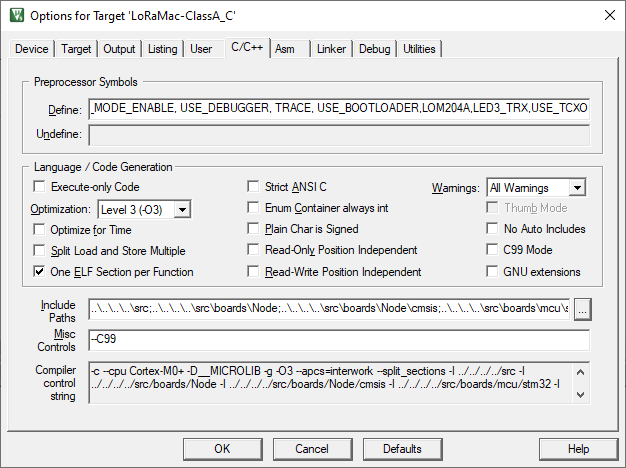 Options for Target 'LoRaMac-ClassA_C'
Device Target Output Listing User C/C++ Asm Linker Debug Utilities
Preprocessor Symbols
Define: _MODE_ENABLE, USE_DEBUGGER, TRACE, USE_BOOTLOADER,LOM204A,LED3_TRX,USE_TCXO
Undefine:
Language / Code Generation
Execute-only Code Strict ANSI C Warnings: All Warnings
Optimization: Level 3 (-O3) Enum Container always int Thumb Mode
Optimize for Time Plain Char is Signed No Auto Includes
Split Load and Store Multiple Read-Only Position Independent C99 Mode
One ELF Section per Function Read-Write Position Independent GNU extensions
Include
Paths ..\..\..\..\src;..\..\..\..\src\boards\Node;..\..\..\..\src\boards\Node\cmsis;..\..\..\..\src\boards\mcu\s ...
Misc
Controls --C99
Compiler
control
string
-c --cpu Cortex-M0+ -D__MICROLIB -g -O3 --apcs=interwork --split_sections -I ../../../../src -I
../../../../src/boards/Node -I ../../../../src/boards/Node/cmsis -I ../../../../src/boards/mcu/stm32 -I
OK Cancel Defaults Help